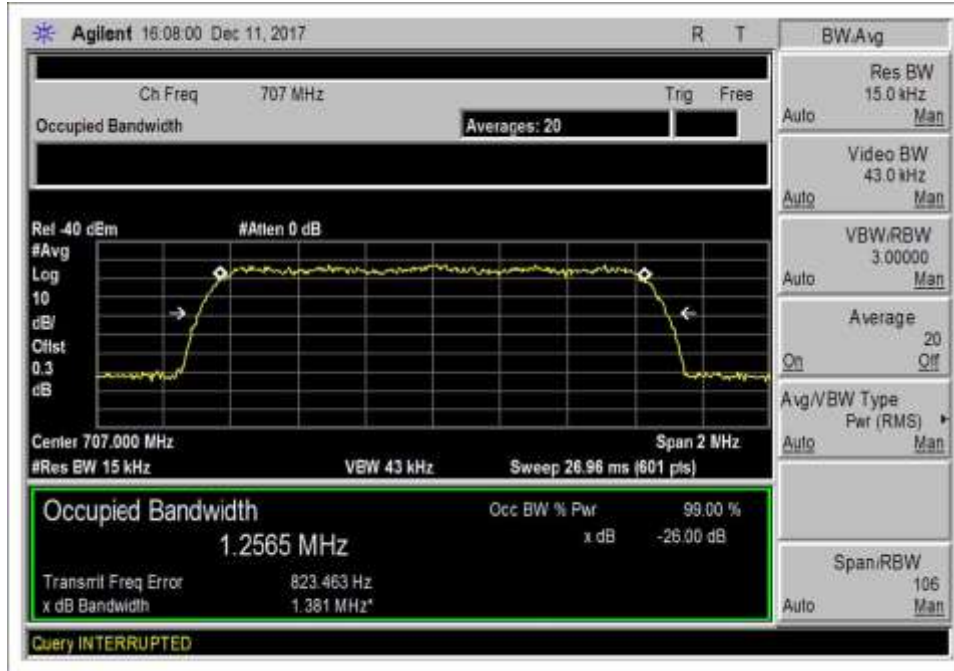 Agilent 16:08:00 Dec 11, 2017 R T
Ch Freq 707 MHz Trig Free
Occupied Bandwidth Averages: 20
Ref -40 dBm #Atten 0 dB
#Avg
Log
10
dB/
Offst
0.3
dB
Center 707.000 MHz Span 2 MHz
#Res BW 15 kHz VBW 43 kHz Sweep 26.96 ms (601 pts)
Occupied Bandwidth Occ BW % Pwr 99.00 %
1.2565 MHz x dB -26.00 dB
Transmit Freq Error 823.463 Hz
x dB Bandwidth 1.381 MHz*
Query INTERRUPTED
BW/Avg
Res BW
15.0 kHz
Auto Man
Video BW
43.0 kHz
Auto Man
VBW/RBW
3.00000
Auto Man
Average
20
On Off
Avg/VBW Type
Pwr (RMS)
Auto Man
Span/RBW
106
Auto Man